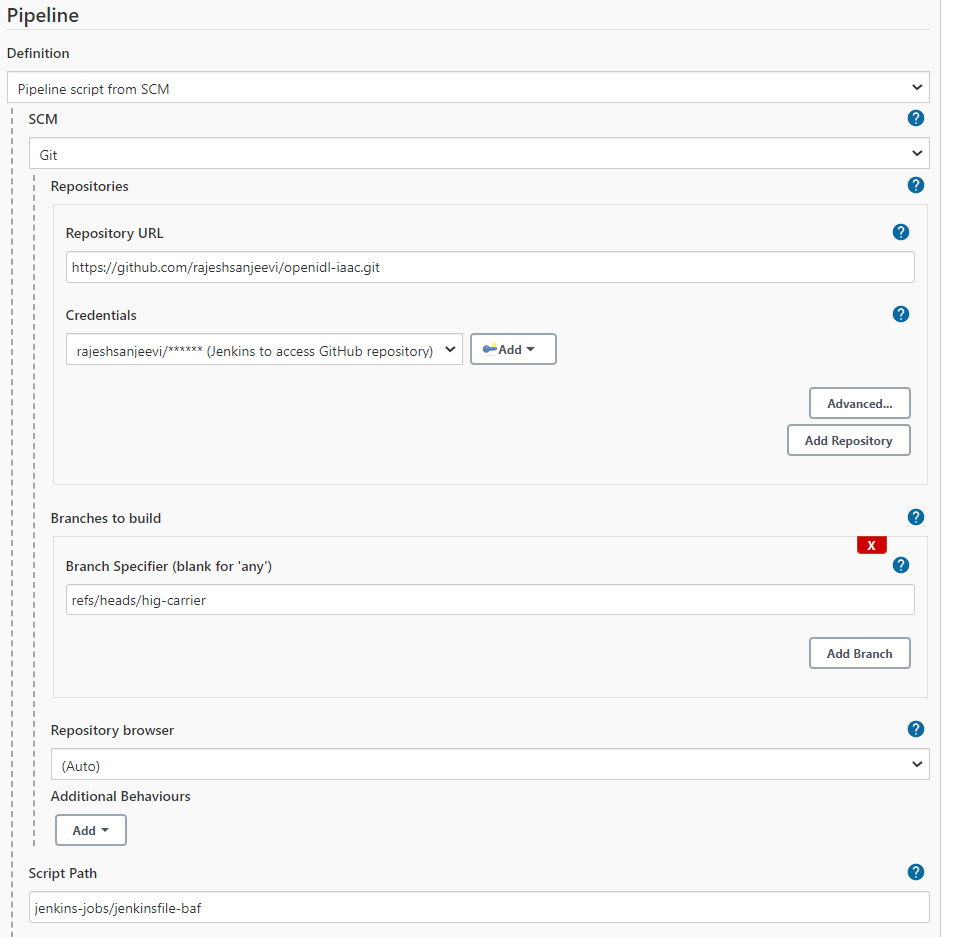 Pipeline
Definition
Pipeline script from SCM
SCM
?
Git
Repositories
?
Repository URL
?
https://github.com/rajeshsanjeevi/openidl-iaac.git
Credentials
?
rajeshsanjeevi/****** (Jenkins to access GitHub repository)
Add
Advanced...
Add Repository
Branches to build
?
X
Branch Specifier (blank for 'any')
?
refs/heads/hig-carrier
Add Branch
Repository browser
?
(Auto)
Additional Behaviours
Add
Script Path
?
jenkins-jobs/jenkinsfile-baf